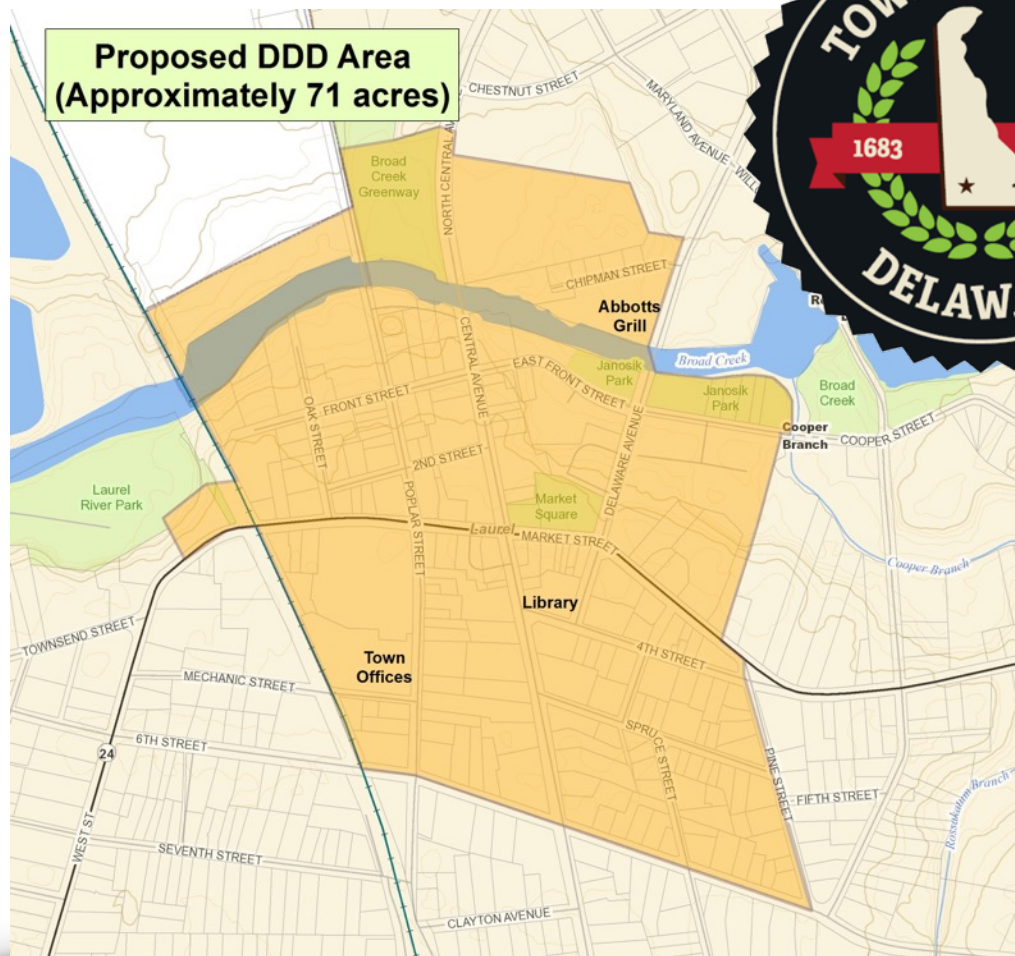 Proposed DDD Area
(Approximately 71 acres)
CHESTNUT STREET
MARYLAND AVENUE
TOW
1683
DELAW
Broad
Creek
Greenway
NORTH CENTRAL AV
CHIPMAN STREET
Abbotts
Grill
Broad Creek
Janosik
Park
Janosik
Park
Broad
Creek
EAST FRONT STREET
CENTRAL AVENUE
FRONT STREET
OAK STREET
Cooper
Branch
COOPER STREET
2ND STREET
DELAWARE AVENUE
POPLAR STREET
Laurel
River Park
Market
Square
Laurel
MARKET STREET
Cooper Branch
Library
TOWNSEND STREET
4TH STREET
Town
Offices
MECHANIC STREET
6TH STREET
24
SPRUCE STREET
PINE STREET
FIFTH STREET
Rossakatum Branch
WEST ST
SEVENTH STREET
CLAYTON AVENUE